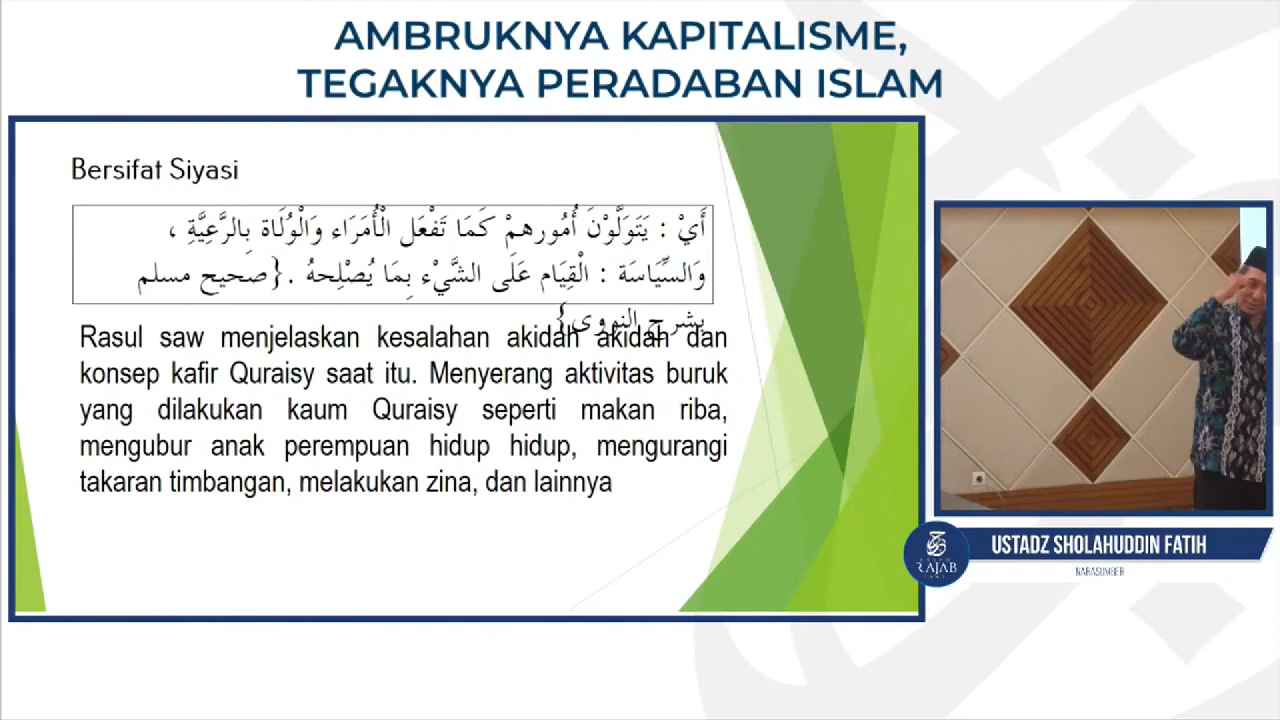 AMBRUKNYA KAPITALISME,
TEGAKNYA PERADABAN ISLAM
Bersifat Siyasi
أَيْ : يَتَوَلَّوْنَ أُمُورهمْ كَمَا تَفْعَل الْأُمَرَاء وَالْوُلَاة بِالرَّعِيَّةِ ،
وَالسِّيَاسَة : الْقِيَام عَلَى الشَّيْء بِمَا يُصْلِحهُ .{صحيح مسلم
بشرح النووي}
Rasul saw menjelaskan kesalahan akidah akidah dan
konsep kafir Quraisy saat itu. Menyerang aktivitas buruk
yang dilakukan kaum Quraisy seperti makan riba,
mengubur anak perempuan hidup hidup, mengurangi
takaran timbangan, melakukan zina, dan lainnya
USTADZ SHOLAHUDDIN FATIH
NARASUMBER
RAJAB